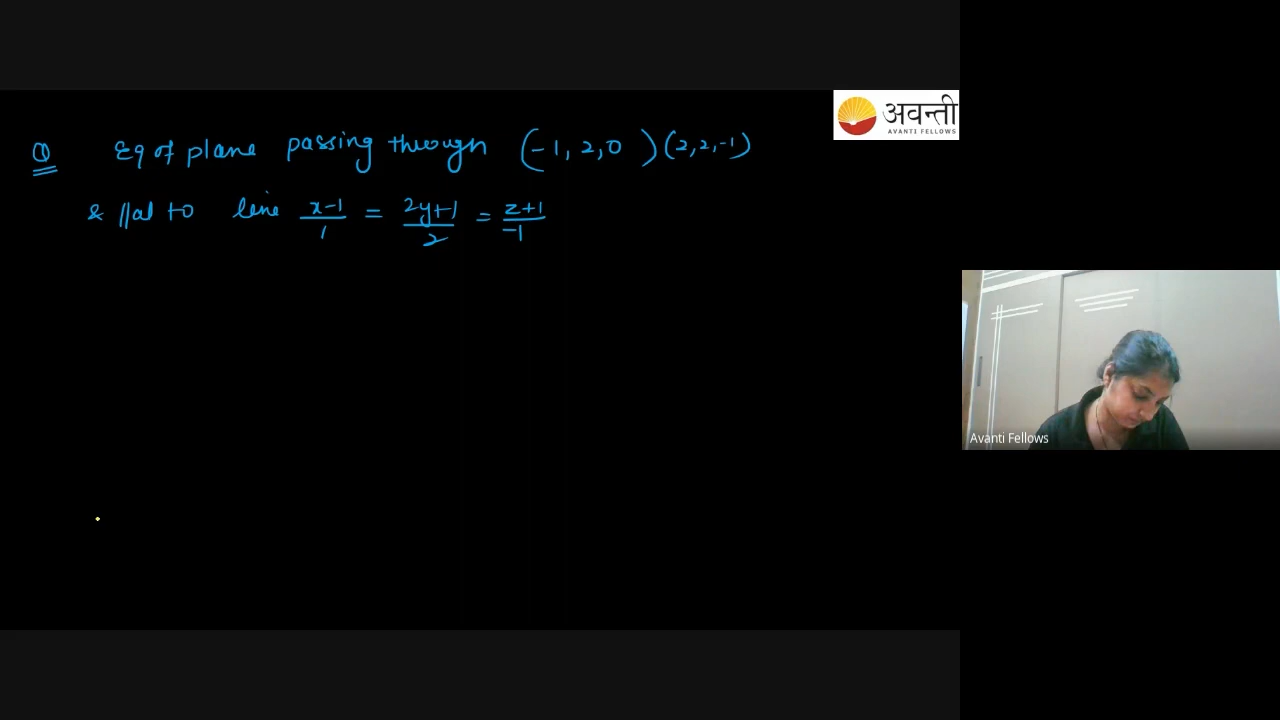 अवन्ती
AVANTI FELLOWS
Q Eq of plane passing through (-1, 2, 0) (2, 2, -1)
& ||al to line x-1/1 = 2y+1/2 = z+1/-1
Avanti Fellows